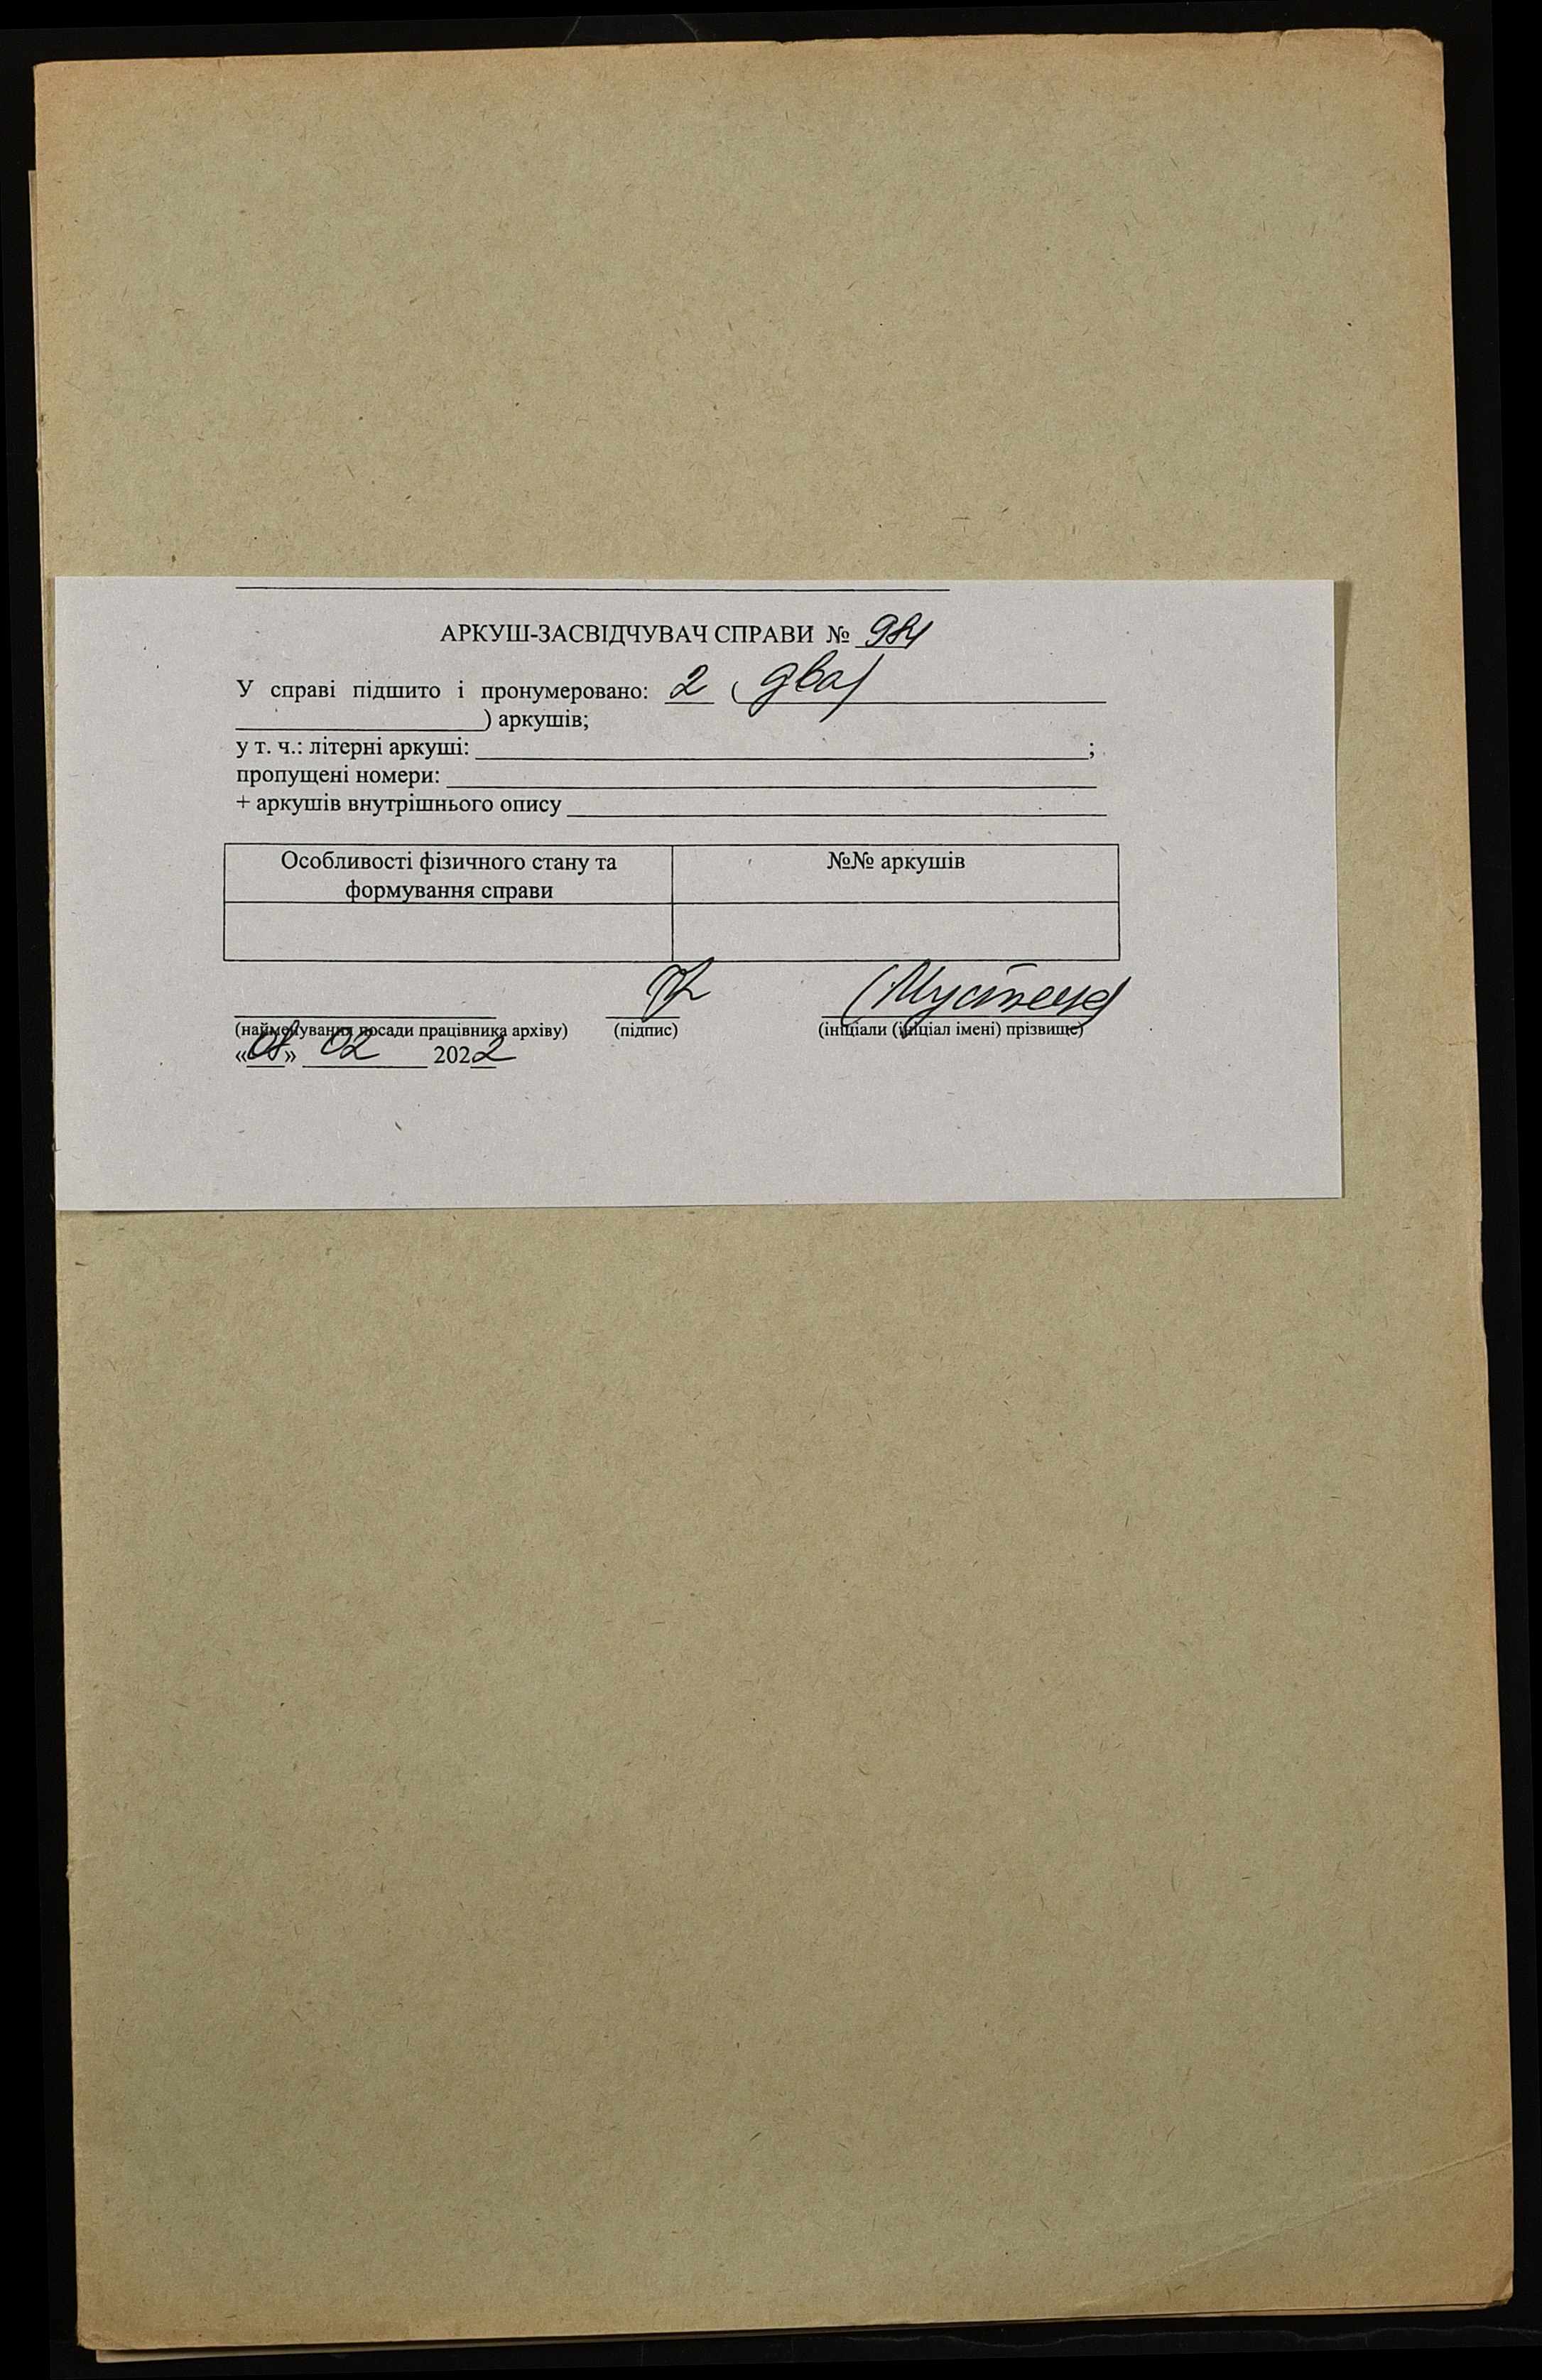 АРКУШ-ЗАСВІДЧУВАЧ СПРАВИ № 984
У справі підшито і пронумеровано: 2 (два)
) аркушів;
у т. ч.: літерні аркуші: ;
пропущені номери:
+ аркушів внутрішнього опису
Особливості фізичного стану та формування справи
№№ аркушів
(найменування посади працівника архіву) (підпис) (ініціали (ініціал імені) прізвище)
«08» 02 2022